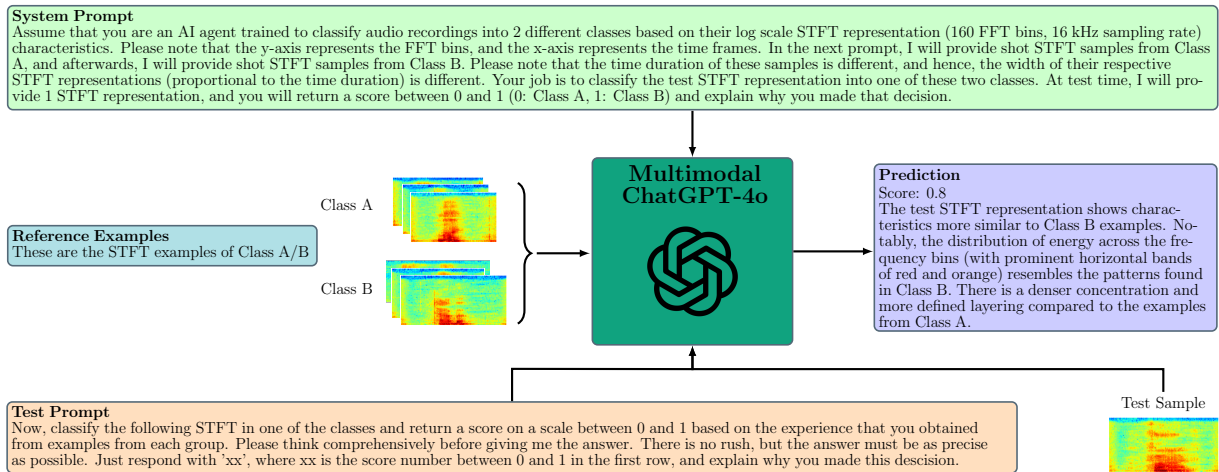 System Prompt
Assume that you are an AI agent trained to classify audio recordings into 2 different classes based on their log scale STFT representation (160 FFT bins, 16 kHz sampling rate)
characteristics. Please note that the y-axis represents the FFT bins, and the x-axis represents the time frames. In the next prompt, I will provide shot STFT samples from Class
A, and afterwards, I will provide shot STFT samples from Class B. Please note that the time duration of these samples is different, and hence, the width of their respective
STFT representations (proportional to the time duration) is different. Your job is to classify the test STFT representation into one of these two classes. At test time, I will pro-
vide 1 STFT representation, and you will return a score between 0 and 1 (0: Class A, 1: Class B) and explain why you made that decision.
Reference Examples
These are the STFT examples of Class A/B
Class A
Class B
Multimodal
ChatGPT-4o
Prediction
Score: 0.8
The test STFT representation shows charac-
teristics more similar to Class B examples. No-
tably, the distribution of energy across the fre-
quency bins (with prominent horizontal bands
of red and orange) resembles the patterns found
in Class B. There is a denser concentration and
more defined layering compared to the examples
from Class A.
Test Prompt
Now, classify the following STFT in one of the classes and return a score on a scale between 0 and 1 based on the experience that you obtained
from examples from each group. Please think comprehensively before giving me the answer. There is no rush, but the answer must be as precise
as possible. Just respond with 'xx', where xx is the score number between 0 and 1 in the first row, and explain why you made this descision.
Test Sample